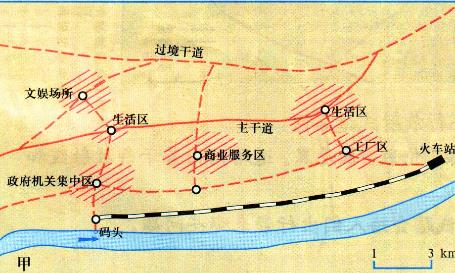 过境干道
文娱场所
生活区
生活区
主干道
工厂区
火车站
商业服务区
政府机关集中区
码头
甲
1 3 km